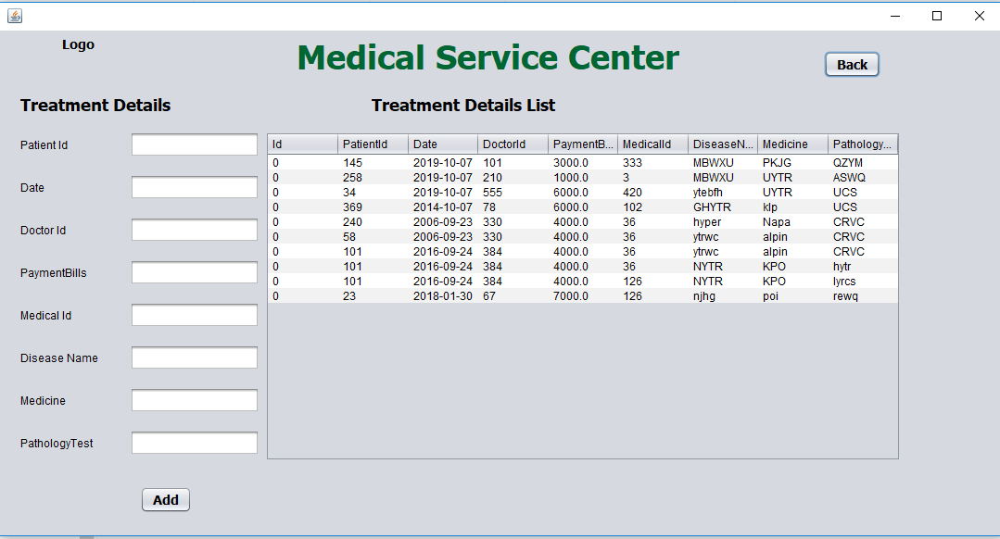 Logo
Medical Service Center
Back
Treatment Details
Treatment Details List
Patient Id
Date
Doctor Id
PaymentBills
Medical Id
Disease Name
Medicine
PathologyTest
Add
Id PatientId Date DoctorId PaymentB... MedicalId DiseaseN... Medicine Pathology...
0 145 2019-10-07 101 3000.0 333 MBWXU PKJG QZYM
0 258 2019-10-07 210 1000.0 3 MBWXU UYTR ASWQ
0 34 2019-10-07 555 6000.0 420 ytebfh UYTR UCS
0 369 2014-10-07 78 6000.0 102 GHYTR klp UCS
0 240 2006-09-23 330 4000.0 36 hyper Napa CRVC
0 58 2006-09-23 330 4000.0 36 ytrwc alpin CRVC
0 101 2016-09-24 384 4000.0 36 ytrwc alpin CRVC
0 101 2016-09-24 384 4000.0 36 NYTR KPO hytr
0 101 2016-09-24 384 4000.0 126 NYTR KPO lyrcs
0 23 2018-01-30 67 7000.0 126 njhg poi rewq